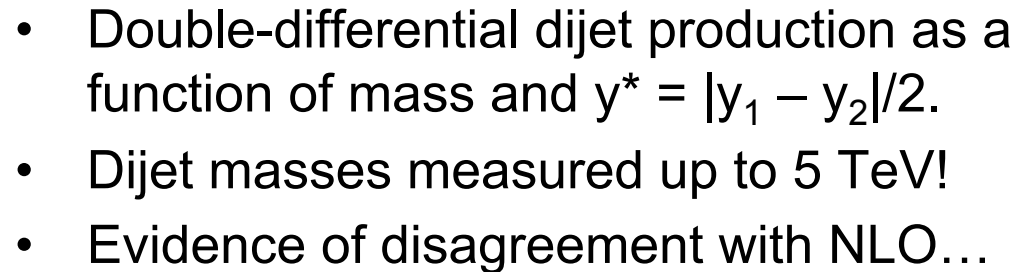 • Double-differential dijet production as a
function of mass and y* = |y₁ – y₂|/2.
• Dijet masses measured up to 5 TeV!
• Evidence of disagreement with NLO…